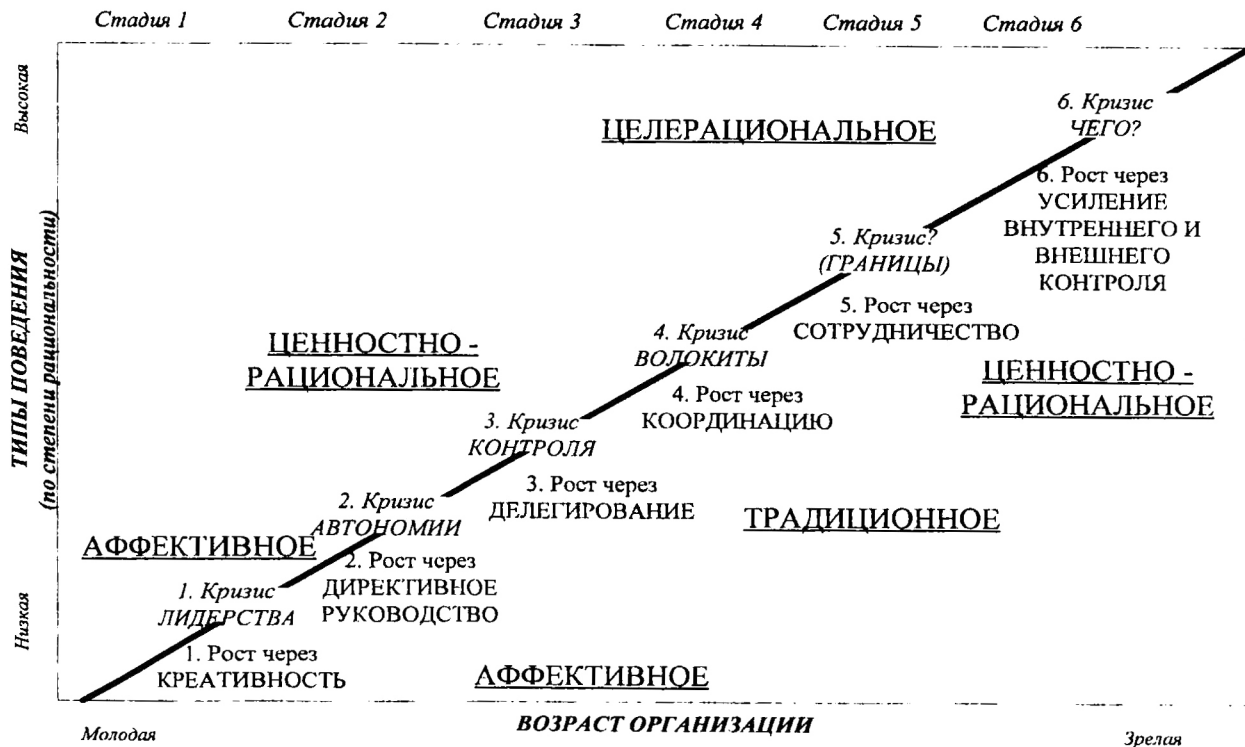 Стадия 1 Стадия 2 Стадия 3 Стадия 4 Стадия 5 Стадия 6
Высокая
ТИПЫ ПОВЕДЕНИЯ
(по степени рациональности)
Низкая
6. Кризис
ЧЕГО?
ЦЕЛЕРАЦИОНАЛЬНОЕ
6. Рост через
УСИЛЕНИЕ
ВНУТРЕННЕГО И
ВНЕШНЕГО
КОНТРОЛЯ
5. Кризис?
(ГРАНИЦЫ)
5. Рост через
СОТРУДНИЧЕСТВО
4. Кризис
ВОЛОКИТЫ
ЦЕННОСТНО -
РАЦИОНАЛЬНОЕ
ЦЕННОСТНО -
РАЦИОНАЛЬНОЕ
4. Рост через
КООРДИНАЦИЮ
3. Кризис
КОНТРОЛЯ
3. Рост через
ДЕЛЕГИРОВАНИЕ
ТРАДИЦИОННОЕ
2. Кризис
АВТОНОМИИ
АФФЕКТИВНОЕ
2. Рост через
ДИРЕКТИВНОЕ
РУКОВОДСТВО
1. Кризис
ЛИДЕРСТВА
1. Рост через
КРЕАТИВНОСТЬ
АФФЕКТИВНОЕ
Молодая
ВОЗРАСТ ОРГАНИЗАЦИИ
Зрелая